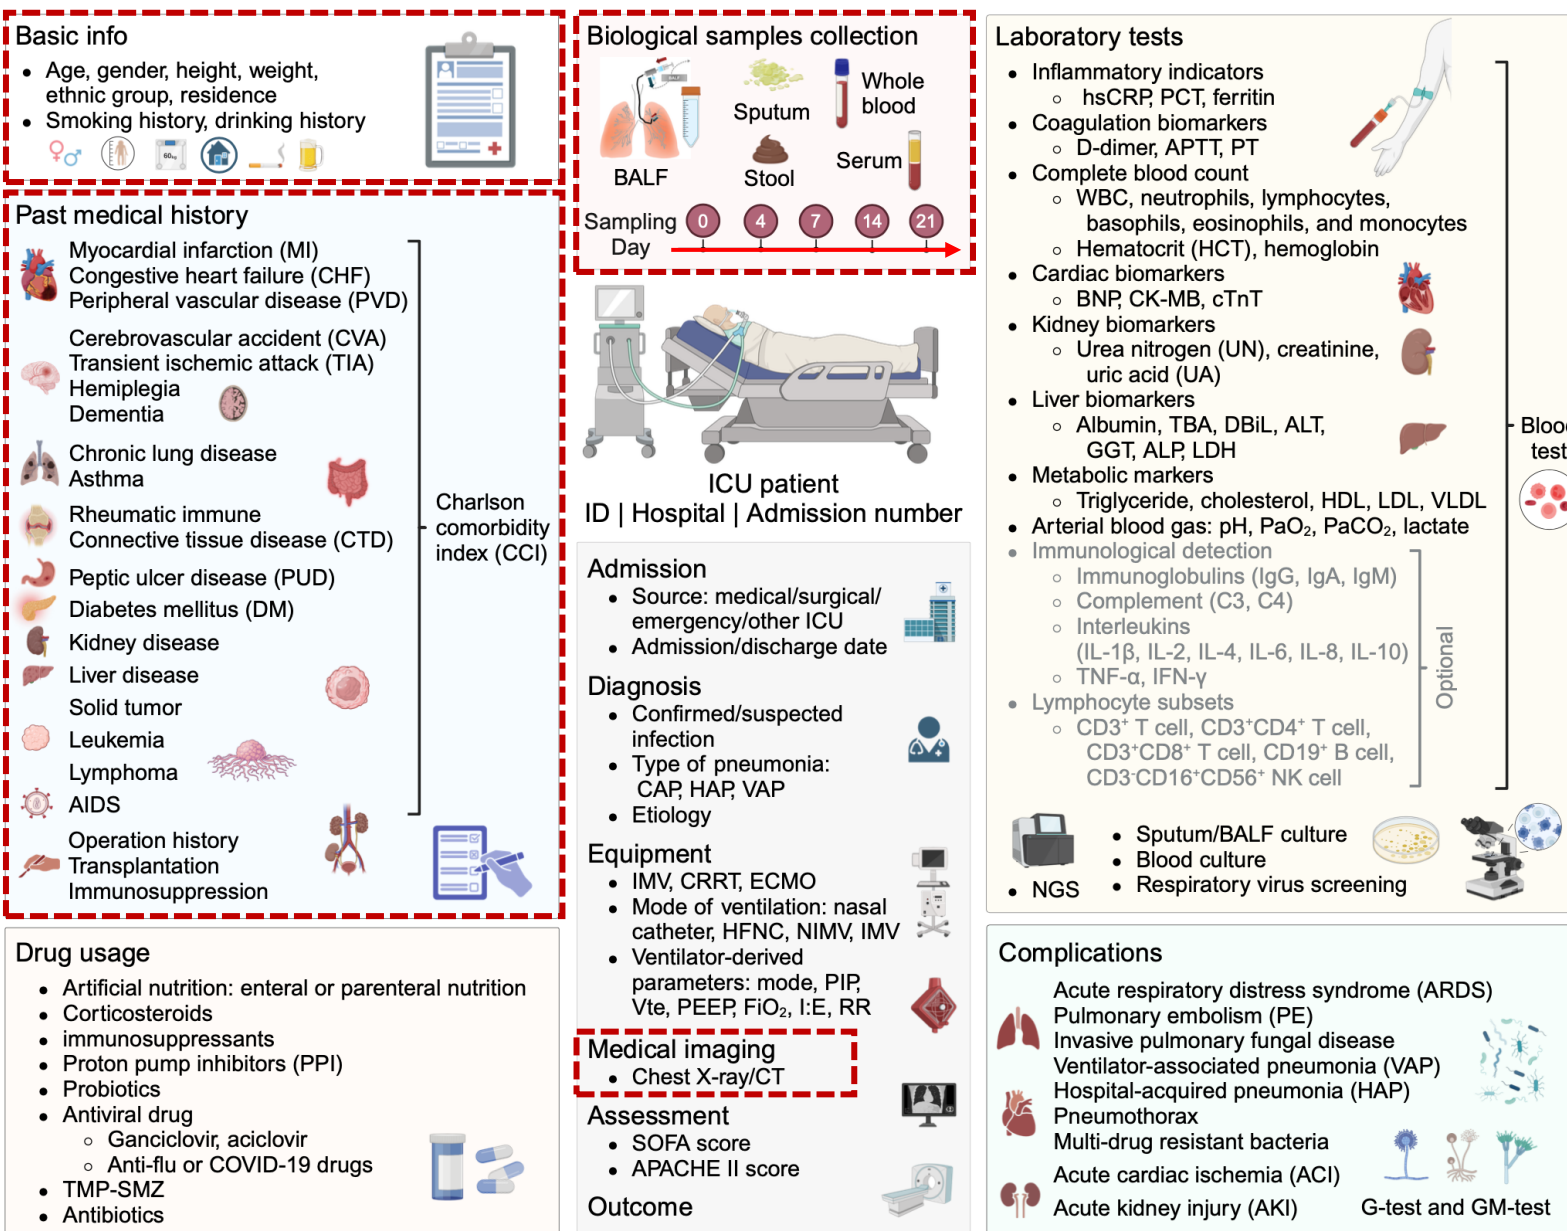 Basic info
• Age, gender, height, weight,
ethnic group, residence
• Smoking history, drinking history
60kg
Past medical history
Myocardial infarction (MI)
Congestive heart failure (CHF)
Peripheral vascular disease (PVD)
Cerebrovascular accident (CVA)
Transient ischemic attack (TIA)
Hemiplegia
Dementia
Chronic lung disease
Asthma
Rheumatic immune
Connective tissue disease (CTD)
Peptic ulcer disease (PUD)
Diabetes mellitus (DM)
Kidney disease
Liver disease
Solid tumor
Leukemia
Lymphoma
AIDS
Charlson
comorbidity
index (CCI)
Operation history
Transplantation
Immunosuppression
Drug usage
• Artificial nutrition: enteral or parenteral nutrition
• Corticosteroids
• immunosuppressants
• Proton pump inhibitors (PPI)
• Probiotics
• Antiviral drug
○ Ganciclovir, aciclovir
○ Anti-flu or COVID-19 drugs
• TMP-SMZ
• Antibiotics
Biological samples collection
BALF
Sputum
Stool
Whole
blood
Serum
Sampling
Day
0 4 7 14 21
ICU patient
ID | Hospital | Admission number
Admission
• Source: medical/surgical/
emergency/other ICU
• Admission/discharge date
Diagnosis
• Confirmed/suspected
infection
• Type of pneumonia:
CAP, HAP, VAP
• Etiology
Equipment
• IMV, CRRT, ECMO
• Mode of ventilation: nasal
catheter, HFNC, NIMV, IMV
• Ventilator-derived
parameters: mode, PIP,
Vte, PEEP, FiO₂, I:E, RR
Medical imaging
• Chest X-ray/CT
Assessment
• SOFA score
• APACHE II score
Outcome
Laboratory tests
• Inflammatory indicators
○ hsCRP, PCT, ferritin
• Coagulation biomarkers
○ D-dimer, APTT, PT
• Complete blood count
○ WBC, neutrophils, lymphocytes,
basophils, eosinophils, and monocytes
○ Hematocrit (HCT), hemoglobin
• Cardiac biomarkers
○ BNP, CK-MB, cTnT
• Kidney biomarkers
○ Urea nitrogen (UN), creatinine,
uric acid (UA)
• Liver biomarkers
○ Albumin, TBA, DBiL, ALT,
GGT, ALP, LDH
• Metabolic markers
○ Triglyceride, cholesterol, HDL, LDL, VLDL
• Arterial blood gas: pH, PaO₂, PaCO₂, lactate
• Immunological detection
○ Immunoglobulins (IgG, IgA, IgM)
○ Complement (C3, C4)
○ Interleukins
(IL-1β, IL-2, IL-4, IL-6, IL-8, IL-10)
○ TNF-α, IFN-γ
• Lymphocyte subsets
○ CD3⁺ T cell, CD3⁺CD4⁺ T cell,
CD3⁺CD8⁺ T cell, CD19⁺ B cell,
CD3⁻CD16⁺CD56⁺ NK cell
Optional
Bloo
test
• NGS
• Sputum/BALF culture
• Blood culture
• Respiratory virus screening
Complications
Acute respiratory distress syndrome (ARDS)
Pulmonary embolism (PE)
Invasive pulmonary fungal disease
Ventilator-associated pneumonia (VAP)
Hospital-acquired pneumonia (HAP)
Pneumothorax
Multi-drug resistant bacteria
Acute cardiac ischemia (ACI)
Acute kidney injury (AKI)
G-test and GM-test